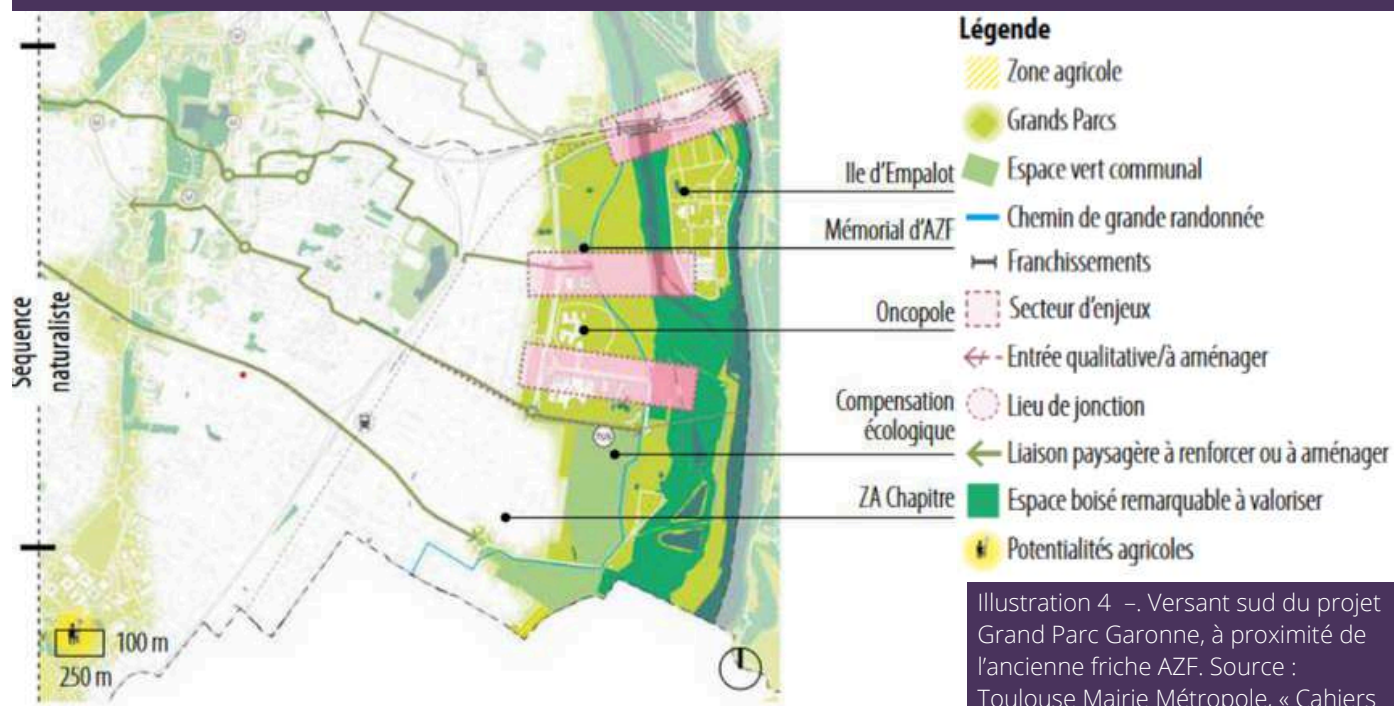 Légende
Zone agricole
Grands Parcs
Espace vert communal
Chemin de grande randonnée
Franchissements
Secteur d'enjeux
Entrée qualitative/à aménager
Lieu de jonction
Liaison paysagère à renforcer ou à aménager
Espace boisé remarquable à valoriser
Potentialités agricoles
Ile d'Empalot
Mémorial d'AZF
Oncopole
Compensation
écologique
ZA Chapitre
Sequence
naturaliste
100 m
250 m
Illustration 4 –. Versant sud du projet
Grand Parc Garonne, à proximité de
l'ancienne friche AZF. Source :
Toulouse Mairie Métropole, « Cahiers